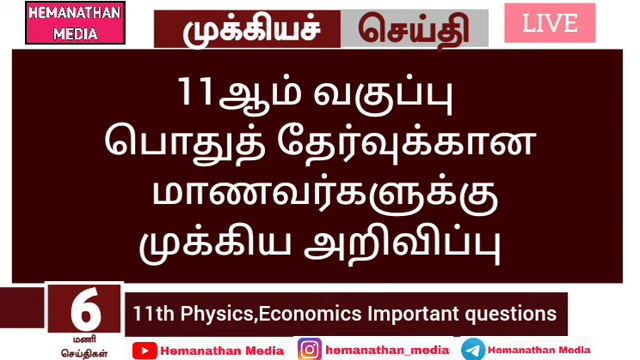 HEMANATHAN
MEDIA
முக்கியச் செய்தி
LIVE
11ஆம் வகுப்பு
பொதுத் தேர்வுக்கான
மாணவர்களுக்கு
முக்கிய அறிவிப்பு
6
மணி
செய்திகள்
11th Physics,Economics Important questions
Hemanathan Media
hemanathan_media
Hemanathan Media